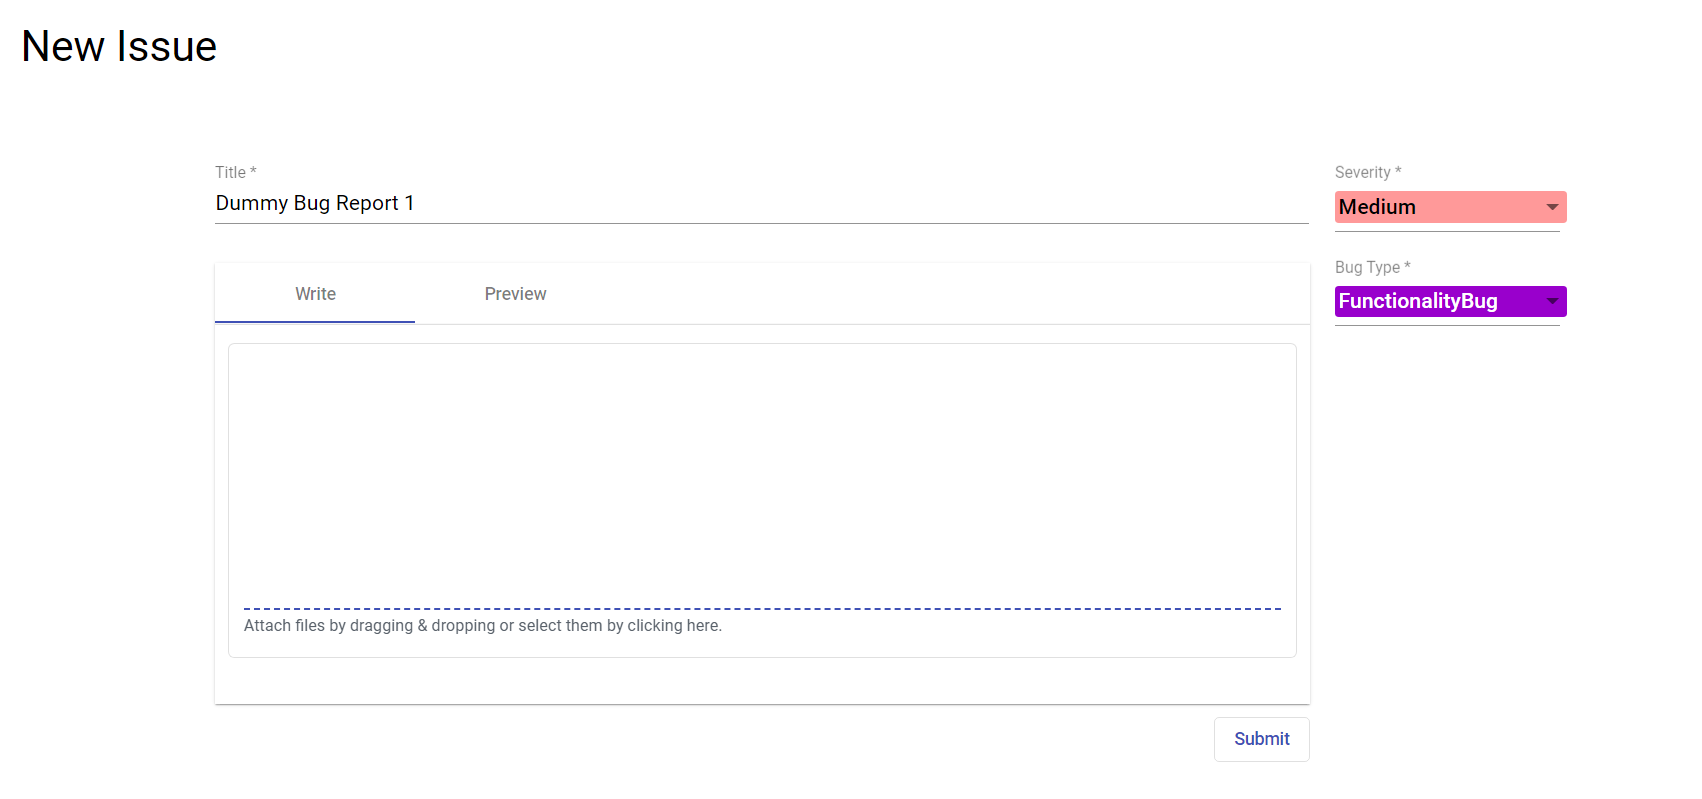 New Issue
Title *
Dummy Bug Report 1
Severity *
Medium
Bug Type *
FunctionalityBug
Write Preview
Attach files by dragging & dropping or select them by clicking here.
Submit